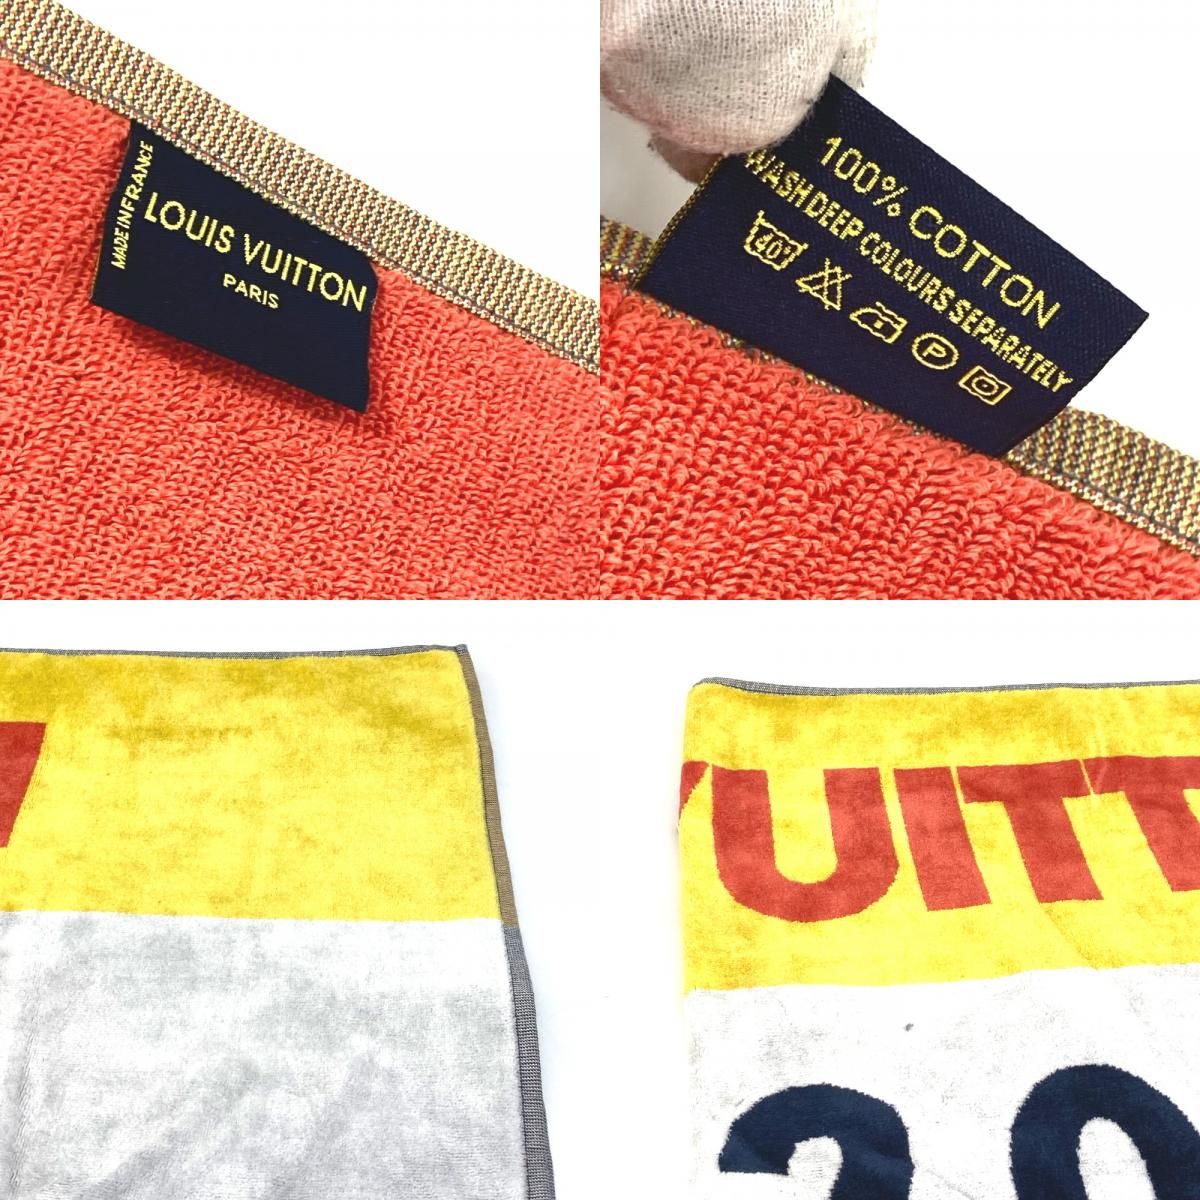 MADE IN FRANCE
LOUIS VUITTON
PARIS
100% COTTON
WASH DEEP COLOURS SEPARATELY
40°
P
VUITT
20